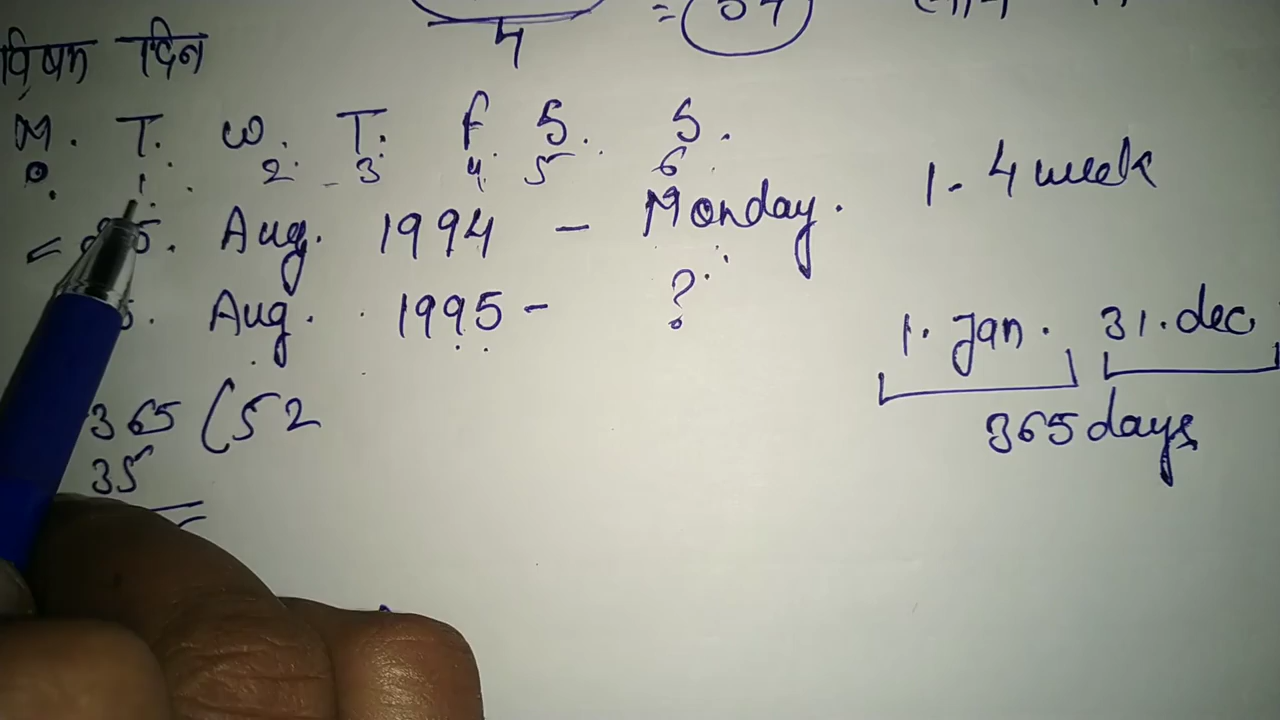 4
विषम दिन
M. T. W. T. F S. S.
0. 1. 2. 3 4 5 6
Aug. 1994 - Monday.
Aug. 1995 - ?
365 (52
35
1. 4 week
1. Jan. 31. dec
365 days